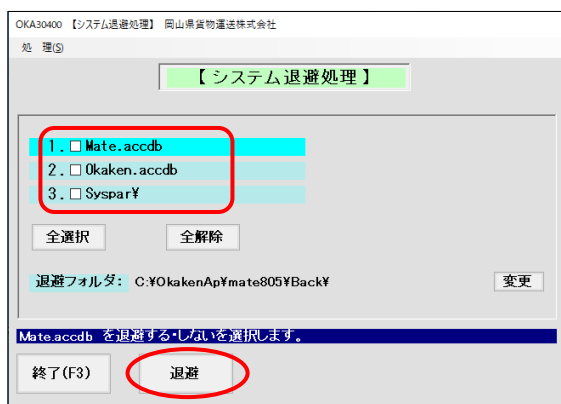 OKA30400 【システム退避処理】 岡山県貨物運送株式会社
処 理(S)
【 システム退避処理 】
1. Mate.accdb
2. Okaken.accdb
3. Syspar¥
全選択 全解除
退避フォルダ: C:¥OkakenAp¥mate805¥Back¥ 変更
Mate.accdb を退避する・しないを選択します。
終了(F3) 退避